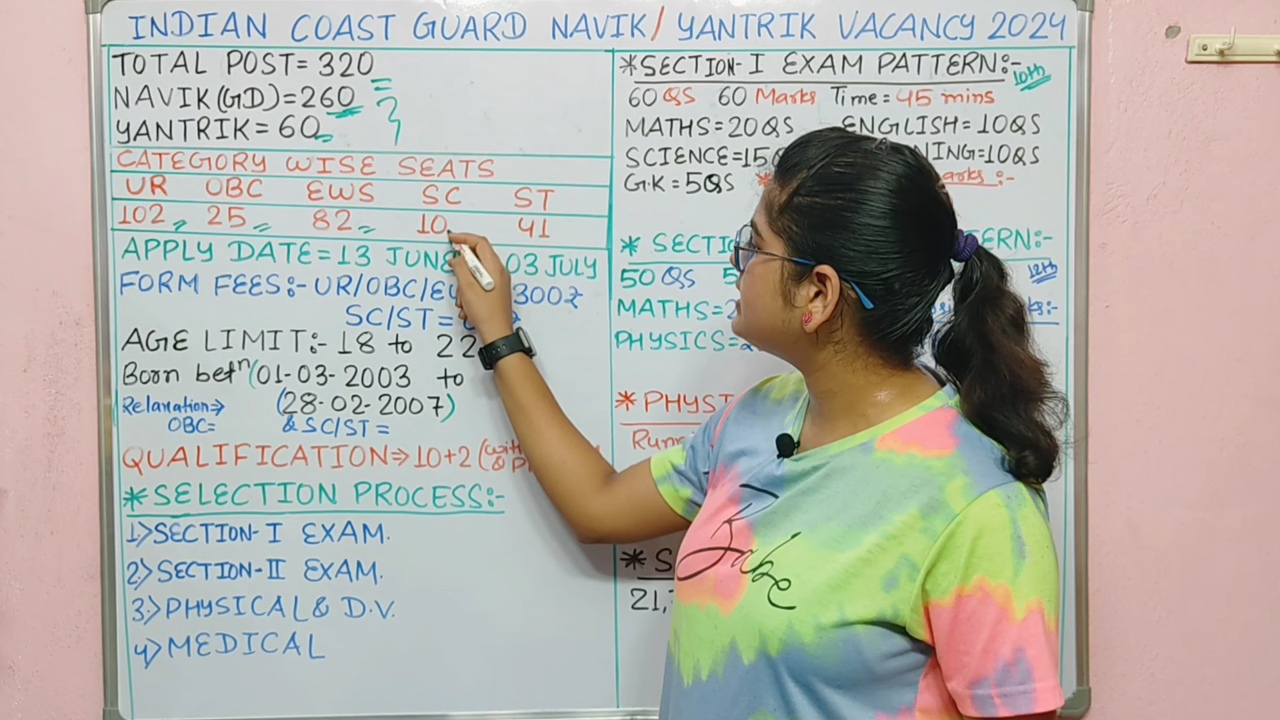 INDIAN COAST GUARD NAVIK/YANTRIK VACANCY 2024
TOTAL POST= 320
NAVIK(GD)=260
YANTRIK=60
CATEGORY WISE SEATS
UR OBC EWS SC ST
102 25 82 10 41
APPLY DATE=13 JUNE 03 JULY
FORM FEES:- UR/OBC/ 300₹
SC/ST=
AGE LIMIT:- 18 to 22
Born betⁿ (01-03-2003 to
(28-02-2007)
Relaxation⇒
OBC= & SC/ST=
QUALIFICATION⇒10+2 (
*SELECTION PROCESS:-
1)>SECTION-I EXAM.
2)>SECTION-II EXAM.
3)>PHYSICAL & D.V.
4)>MEDICAL
*SECTION-I EXAM PATTERN:-
10th
60 QS 60 Marks Time=45 mins
MATHS=20QS ENGLISH=10QS
SCIENCE=15 =10QS
G.K=5QS *
*
50 QS
12th
MATHS=
PHYSICS=
*
*
21,
Babe